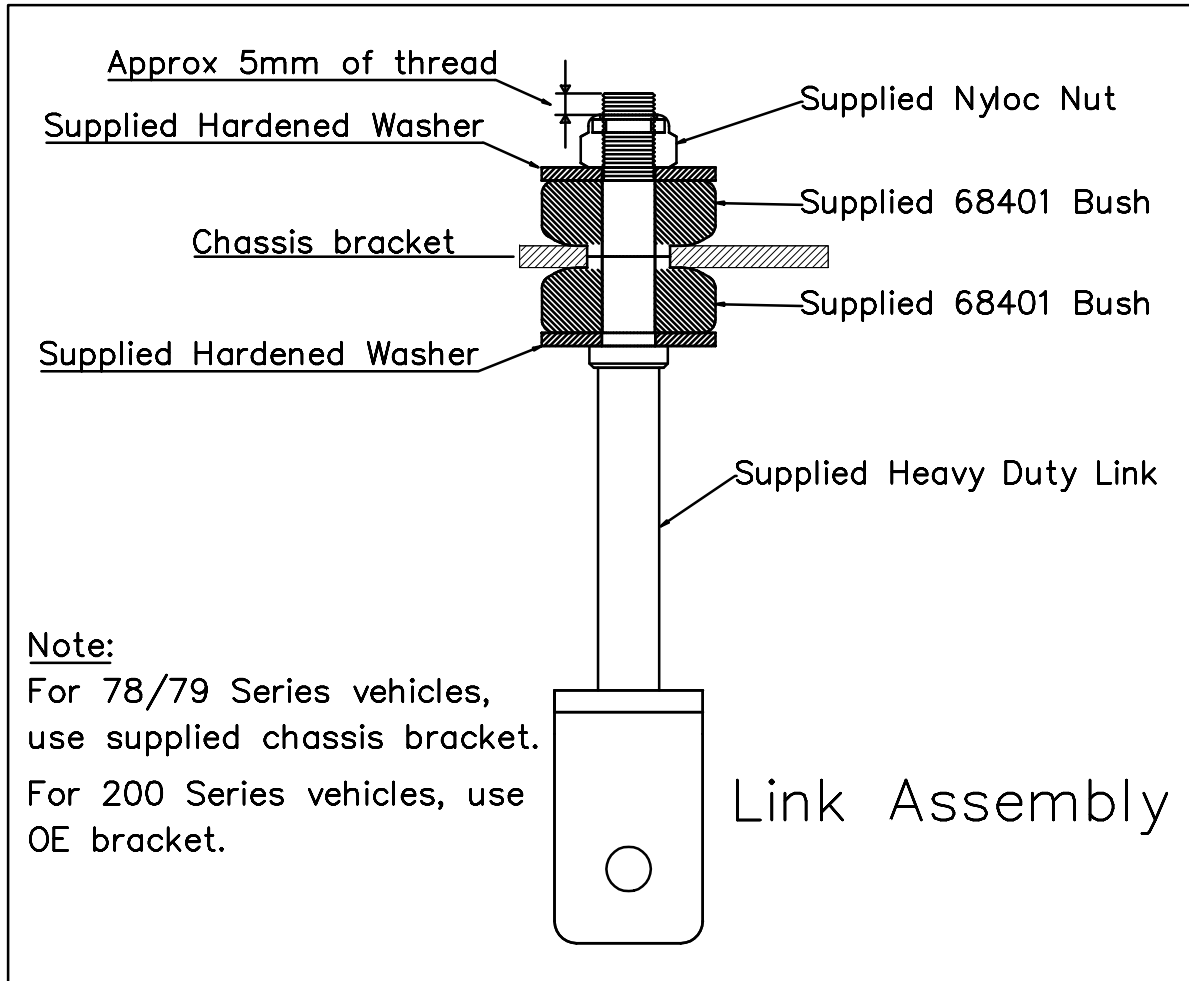 Approx 5mm of thread
Supplied Nyloc Nut
Supplied Hardened Washer
Supplied 68401 Bush
Chassis bracket
Supplied 68401 Bush
Supplied Hardened Washer
Supplied Heavy Duty Link
Note:
For 78/79 Series vehicles,
use supplied chassis bracket.
For 200 Series vehicles, use
OE bracket.
Link Assembly